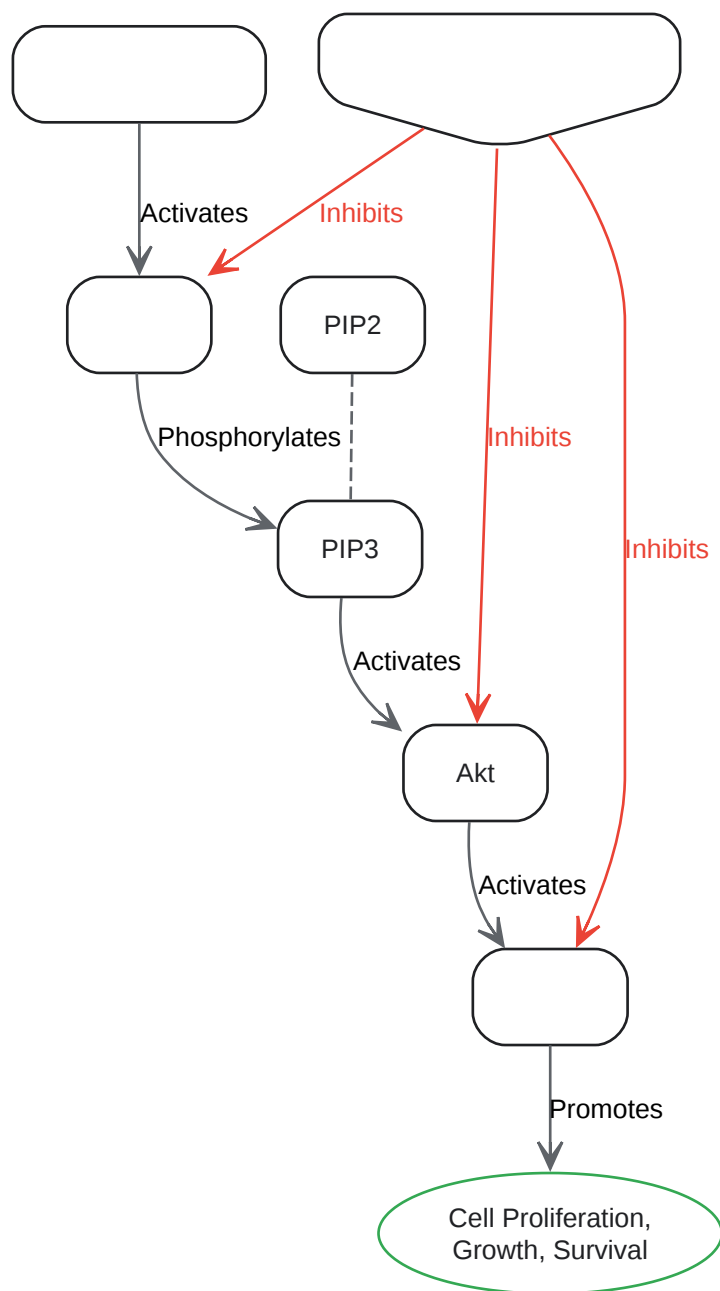 Activates
Inhibits
PIP2
Phosphorylates
Inhibits
PIP3
Inhibits
Activates
Akt
Activates
Promotes
Cell Proliferation,
Growth, Survival